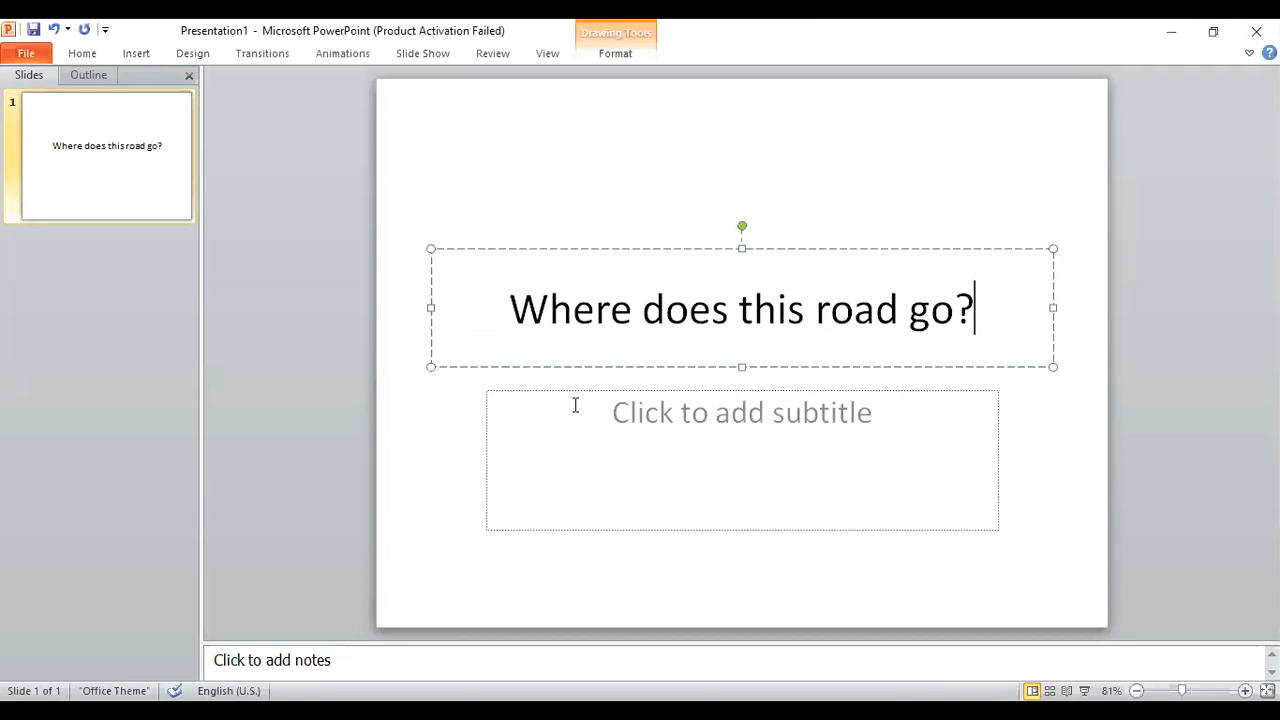 Presentation1 - Microsoft PowerPoint (Product Activation Failed)
Drawing Tools
File Home Insert Design Transitions Animations Slide Show Review View Format
Slides Outline
1
Where does this road go?
Where does this road go?
Click to add subtitle
Click to add notes
Slide 1 of 1 "Office Theme" English (U.S.) 81%